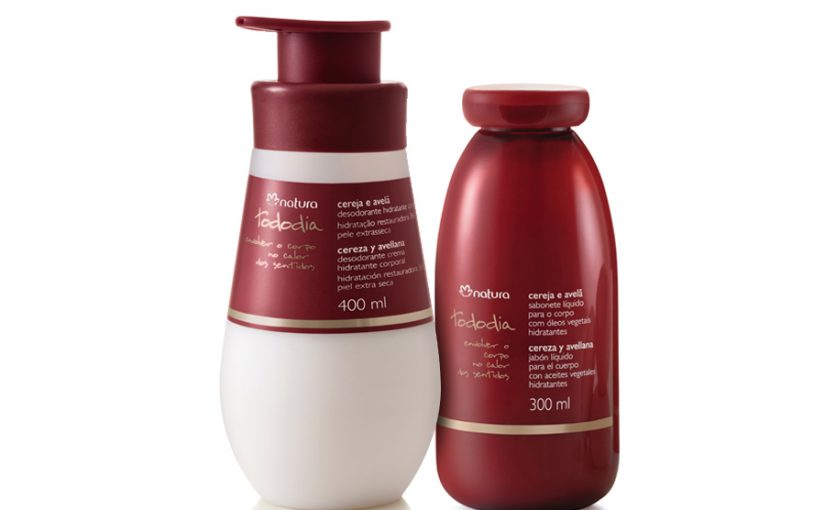 natura
tododia
envolver o corpo
no calor
dos sentidos
cereja e avelã
desodorante hidratante
hidratação restauradora
pele extrasseca
cereza y avellana
desodorante crema
hidratante corporal
hidratación restauradora
piel extra seca
400 ml
natura
tododia
envolver o
corpo
no calor
dos sentidos
cereja e avelã
sabonete líquido
para o corpo
com óleos vegetais
hidratantes
cereza y avellana
jabón líquido
para el cuerpo
con aceites vegetales
hidratantes
300 ml